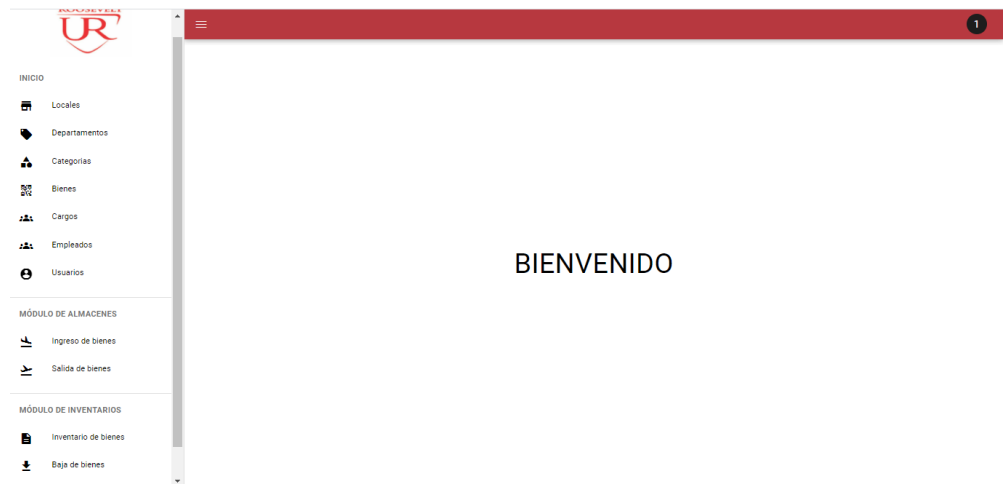 ROOSEVELT
UR
1
INICIO
Locales
Departamentos
Categorias
Bienes
Cargos
Empleados
Usuarios
MÓDULO DE ALMACENES
Ingreso de bienes
Salida de bienes
MÓDULO DE INVENTARIOS
Inventario de bienes
Baja de bienes
BIENVENIDO